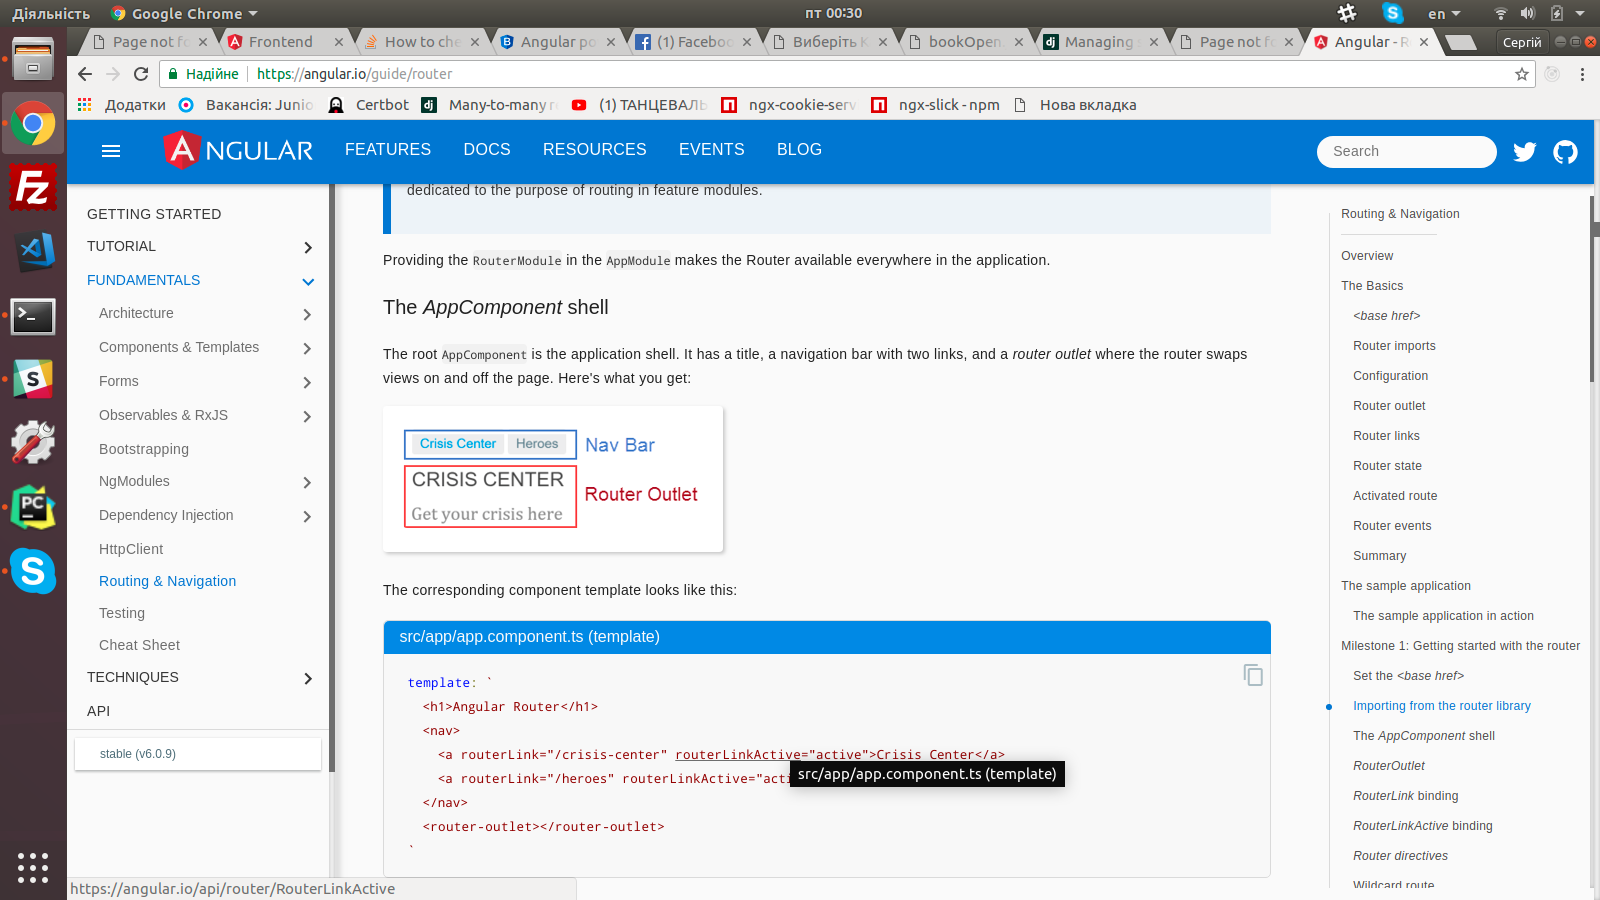 Діяльність
Google Chrome
пт 00:30
en
Page not fo
Frontend
How to che
Angular po
(1) Faceboo
Виберіть К
bookOpen
Managing
Page not fo
Angular - R
Сергій
Надійне
https://angular.io/guide/router
Додатки
Вакансія: Junio
Certbot
Many-to-many r
(1) ТАНЦЕВАЛЬ
ngx-cookie-serv
ngx-slick - npm
Нова вкладка
ANGULAR
FEATURES
DOCS
RESOURCES
EVENTS
BLOG
Search
GETTING STARTED
TUTORIAL
FUNDAMENTALS
Architecture
Components & Templates
Forms
Observables & RxJS
Bootstrapping
NgModules
Dependency Injection
HttpClient
Routing & Navigation
Testing
Cheat Sheet
TECHNIQUES
API
stable (v6.0.9)
dedicated to the purpose of routing in feature modules.
Providing the RouterModule in the AppModule makes the Router available everywhere in the application.
The AppComponent shell
The root AppComponent is the application shell. It has a title, a navigation bar with two links, and a router outlet where the router swaps
views on and off the page. Here's what you get:
Crisis Center Heroes Nav Bar
CRISIS CENTER
Router Outlet
Get your crisis here
The corresponding component template looks like this:
src/app/app.component.ts (template)
template: `
<h1>Angular Router</h1>
<nav>
<a routerLink="/crisis-center" routerLinkActive="active">Crisis Center</a>
<a routerLink="/heroes" routerLinkActive="acti
src/app/app.component.ts (template)
</nav>
<router-outlet></router-outlet>
`
Routing & Navigation
Overview
The Basics
<base href>
Router imports
Configuration
Router outlet
Router links
Router state
Activated route
Router events
Summary
The sample application
The sample application in action
Milestone 1: Getting started with the router
Set the <base href>
Importing from the router library
The AppComponent shell
RouterOutlet
RouterLink binding
RouterLinkActive binding
Router directives
Wildcard route
https://angular.io/api/router/RouterLinkActive